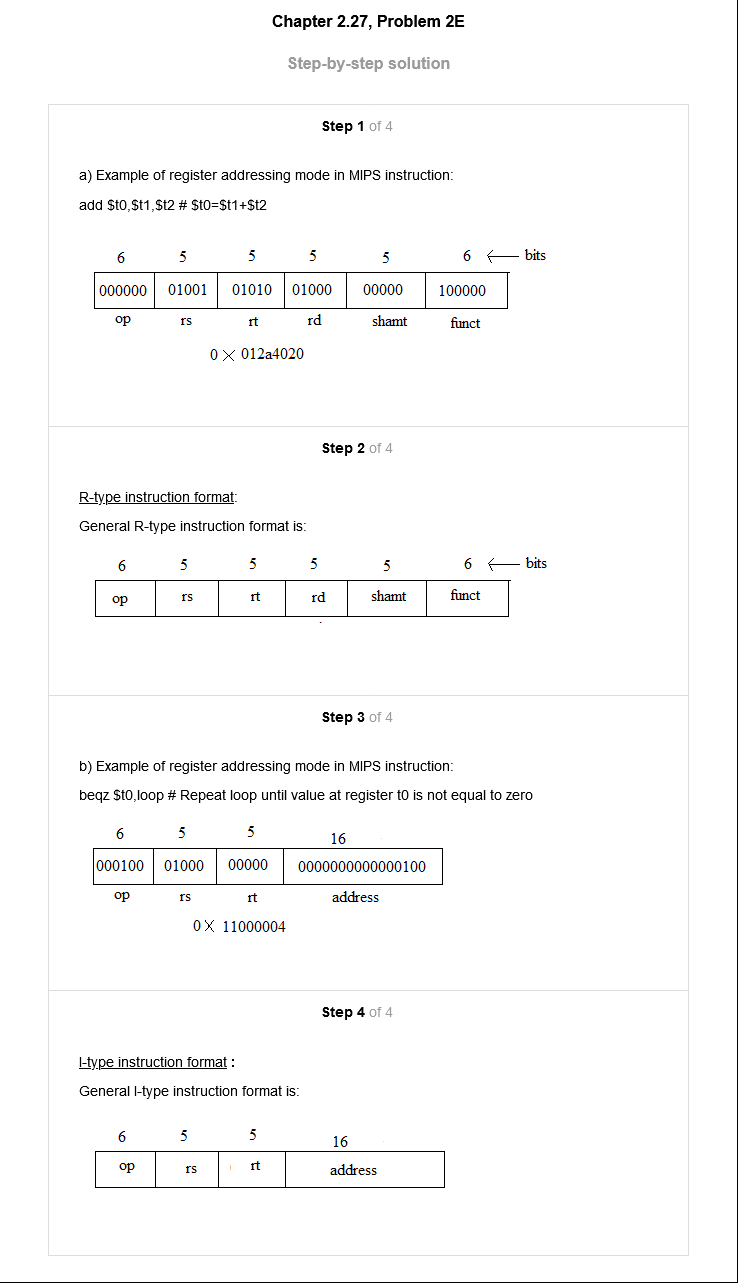 Chapter 2.27, Problem 2E
Step-by-step solution
Step 1 of 4
a) Example of register addressing mode in MIPS instruction:
add $t0,$t1,$t2 # $t0=$t1+$t2
6 5 5 5 5 6 ← bits
000000 01001 01010 01000 00000 100000
op rs rt rd shamt funct
0 × 012a4020
Step 2 of 4
R-type instruction format:
General R-type instruction format is:
6 5 5 5 5 6 ← bits
op rs rt rd shamt funct
Step 3 of 4
b) Example of register addressing mode in MIPS instruction:
beqz $t0,loop # Repeat loop until value at register t0 is not equal to zero
6 5 5 16
000100 01000 00000 0000000000000100
op rs rt address
0 × 11000004
Step 4 of 4
I-type instruction format :
General I-type instruction format is:
6 5 5 16
op rs rt address